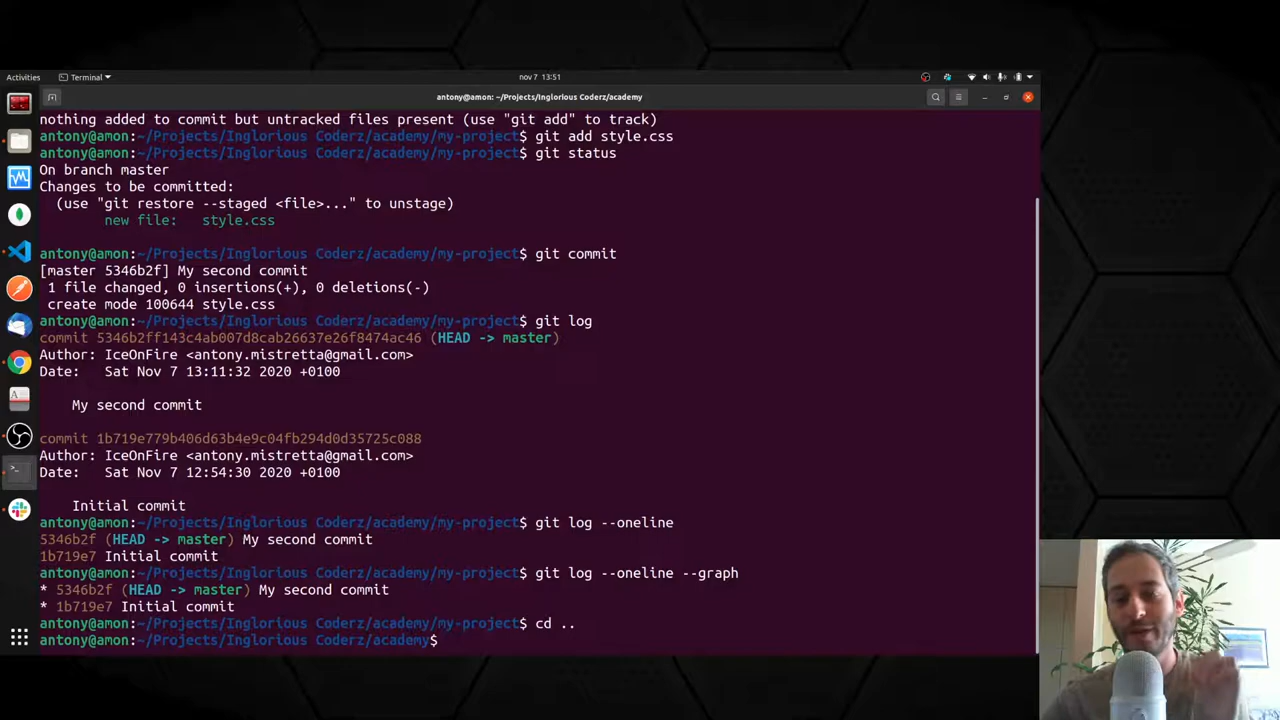 Activities
Terminal
nov 7 13:51
antony@amon: ~/Projects/Inglorious Coderz/academy
nothing added to commit but untracked files present (use "git add" to track)
antony@amon:~/Projects/Inglorious Coderz/academy/my-project$ git add style.css
antony@amon:~/Projects/Inglorious Coderz/academy/my-project$ git status
On branch master
Changes to be committed:
  (use "git restore --staged <file>..." to unstage)
        new file:   style.css
antony@amon:~/Projects/Inglorious Coderz/academy/my-project$ git commit
[master 5346b2f] My second commit
 1 file changed, 0 insertions(+), 0 deletions(-)
 create mode 100644 style.css
antony@amon:~/Projects/Inglorious Coderz/academy/my-project$ git log
commit 5346b2ff143c4ab007d8cab26637e26f8474ac46 (HEAD -> master)
Author: IceOnFire <antony.mistretta@gmail.com>
Date:   Sat Nov 7 13:11:32 2020 +0100
    My second commit
commit 1b719e779b406d63b4e9c04fb294d0d35725c088
Author: IceOnFire <antony.mistretta@gmail.com>
Date:   Sat Nov 7 12:54:30 2020 +0100
    Initial commit
antony@amon:~/Projects/Inglorious Coderz/academy/my-project$ git log --oneline
5346b2f (HEAD -> master) My second commit
1b719e7 Initial commit
antony@amon:~/Projects/Inglorious Coderz/academy/my-project$ git log --oneline --graph
* 5346b2f (HEAD -> master) My second commit
* 1b719e7 Initial commit
antony@amon:~/Projects/Inglorious Coderz/academy/my-project$ cd ..
antony@amon:~/Projects/Inglorious Coderz/academy$